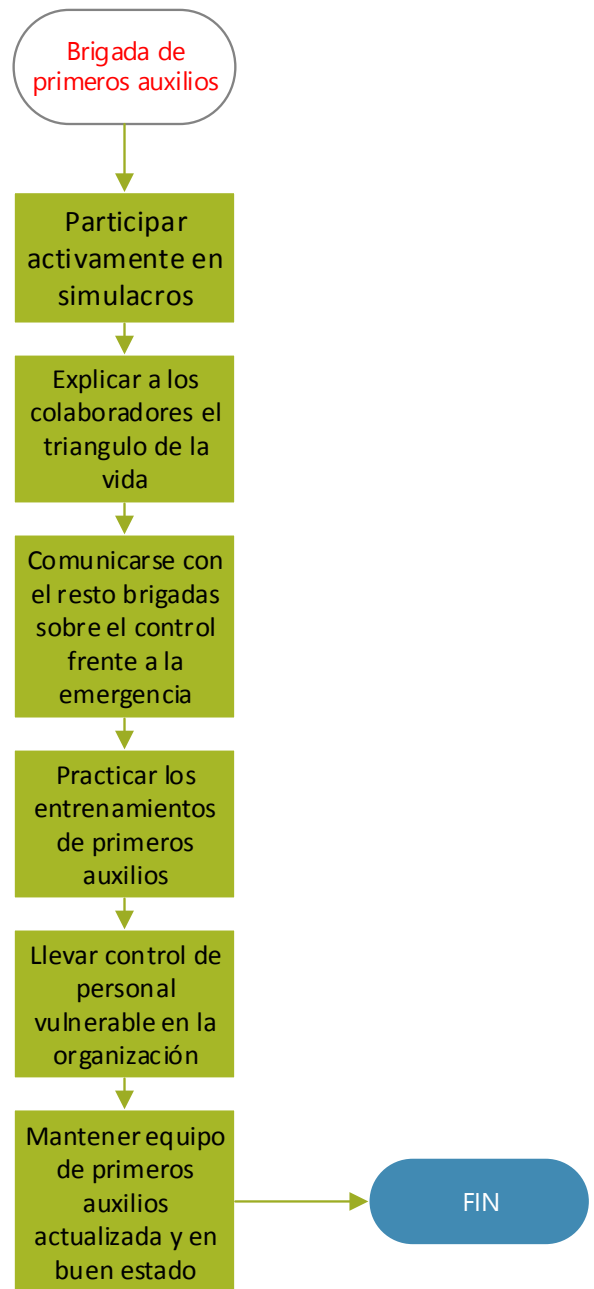 Brigada de
primeros auxilios
Participar
activamente en
simulacros
Explicar a los
colaboradores el
triangulo de la
vida
Comunicarse con
el resto brigadas
sobre el control
frente a la
emergencia
Practicar los
entrenamientos
de primeros
auxilios
Llevar control de
personal
vulnerable en la
organización
Mantener equipo
de primeros
auxilios
actualizada y en
buen estado
FIN